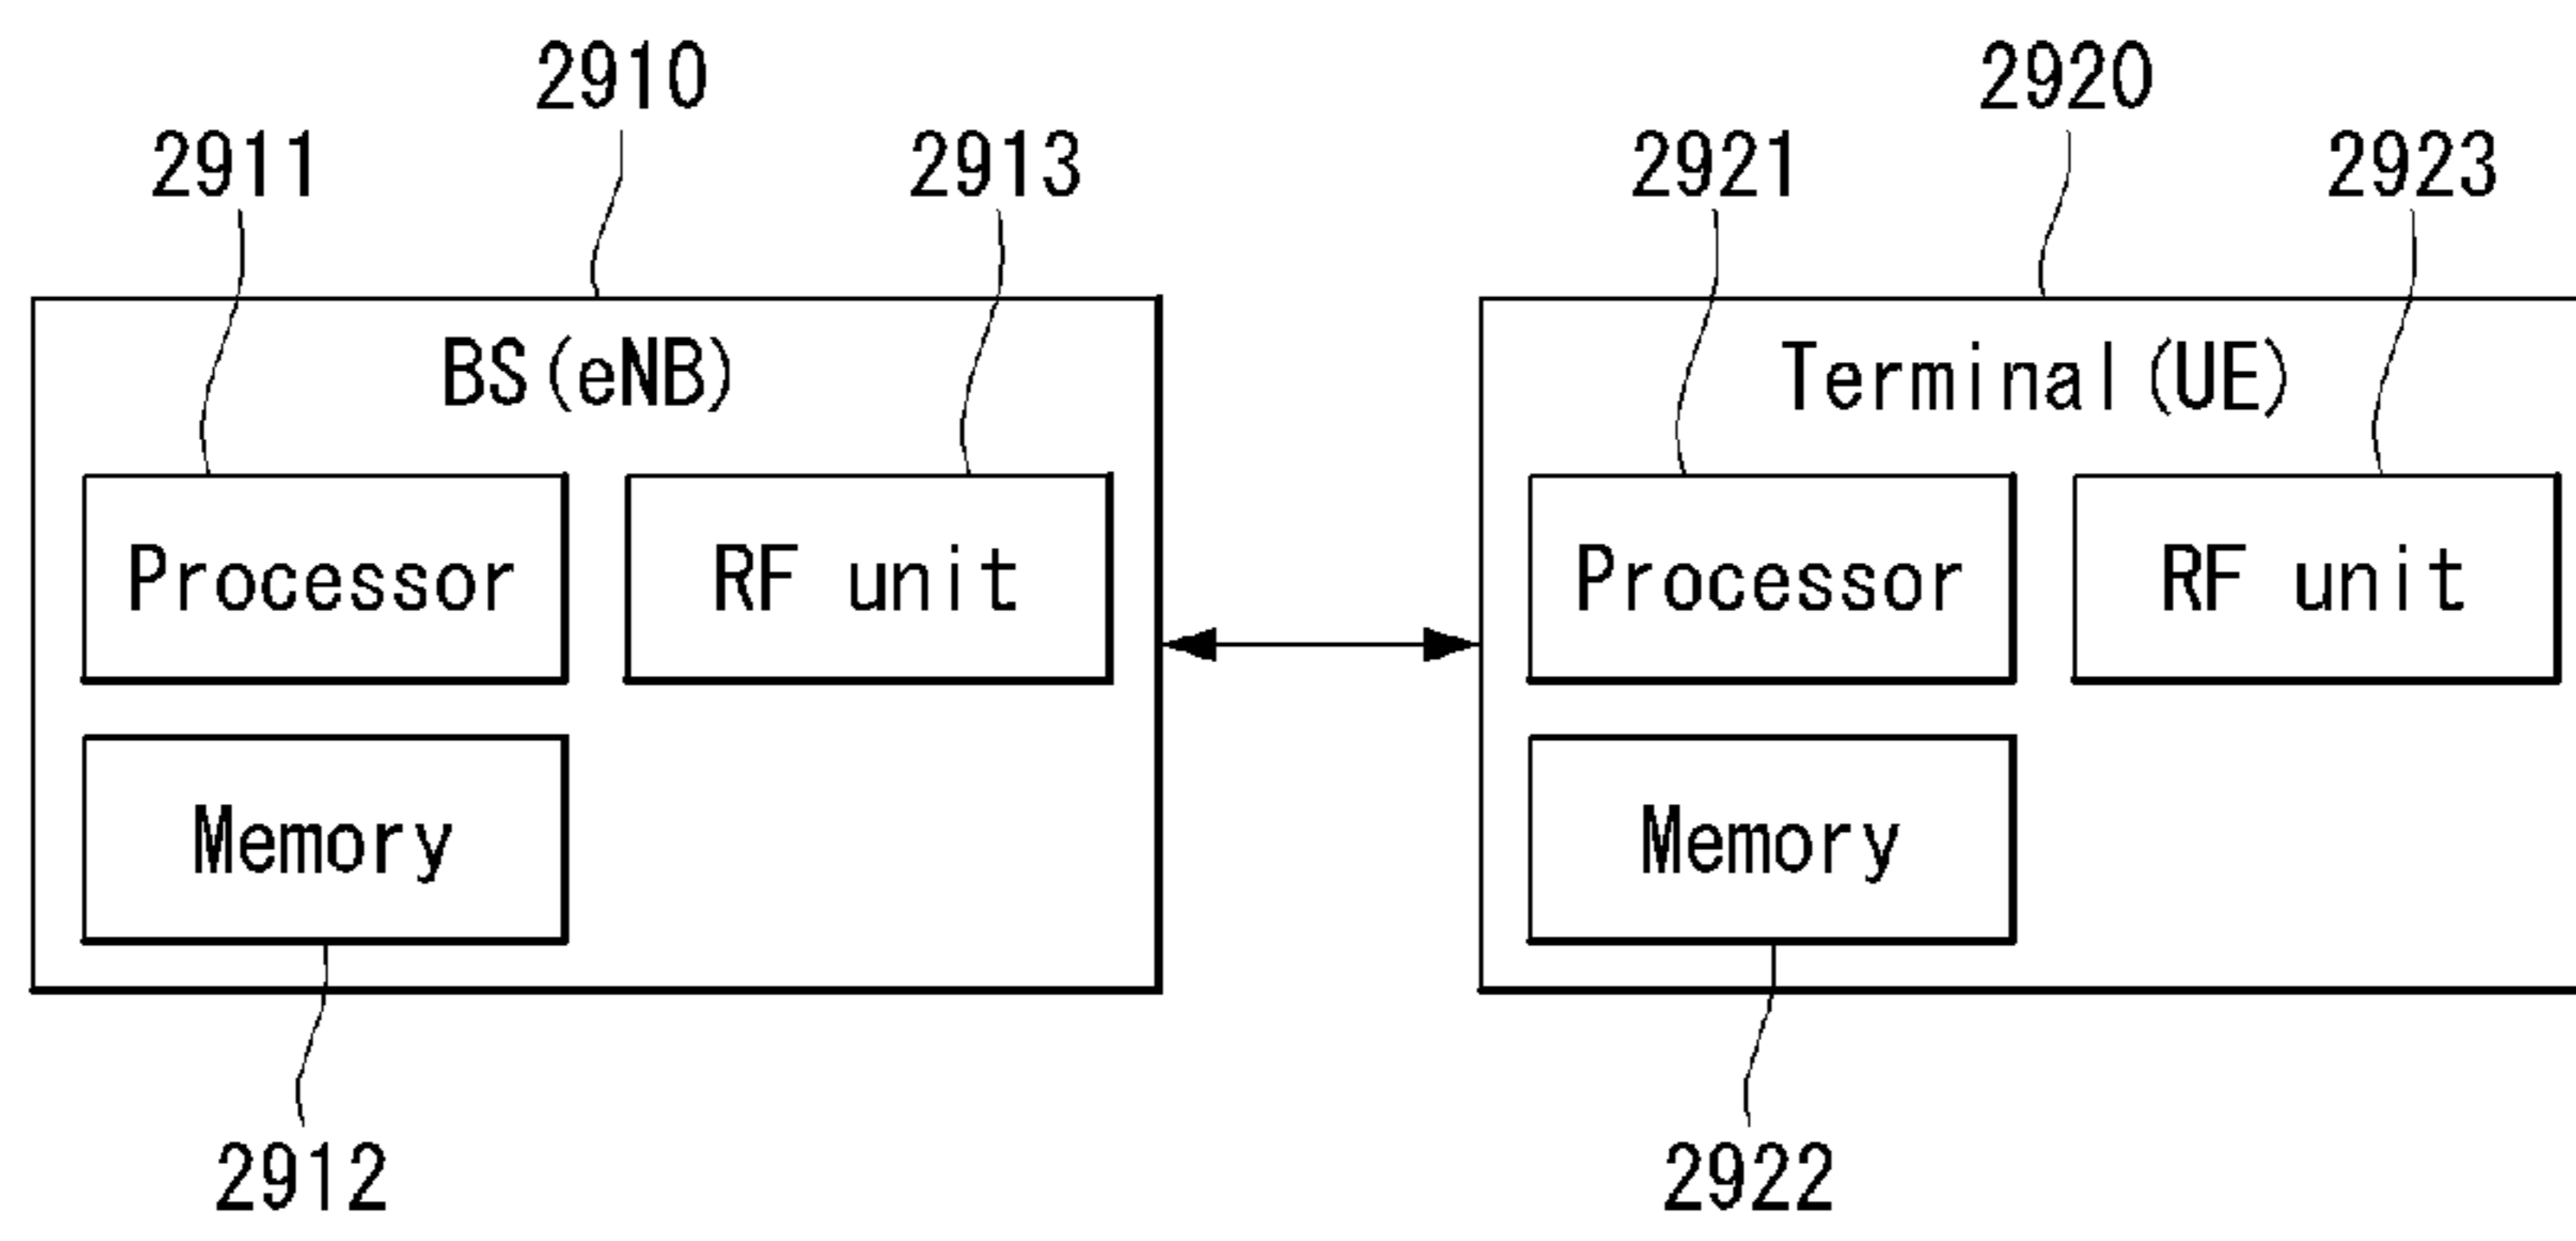 2910
2920
2911
2913
2921
2923
BS(eNB)
Terminal(UE)
Processor
RF unit
Processor
RF unit
Memory
Memory
2912
2922